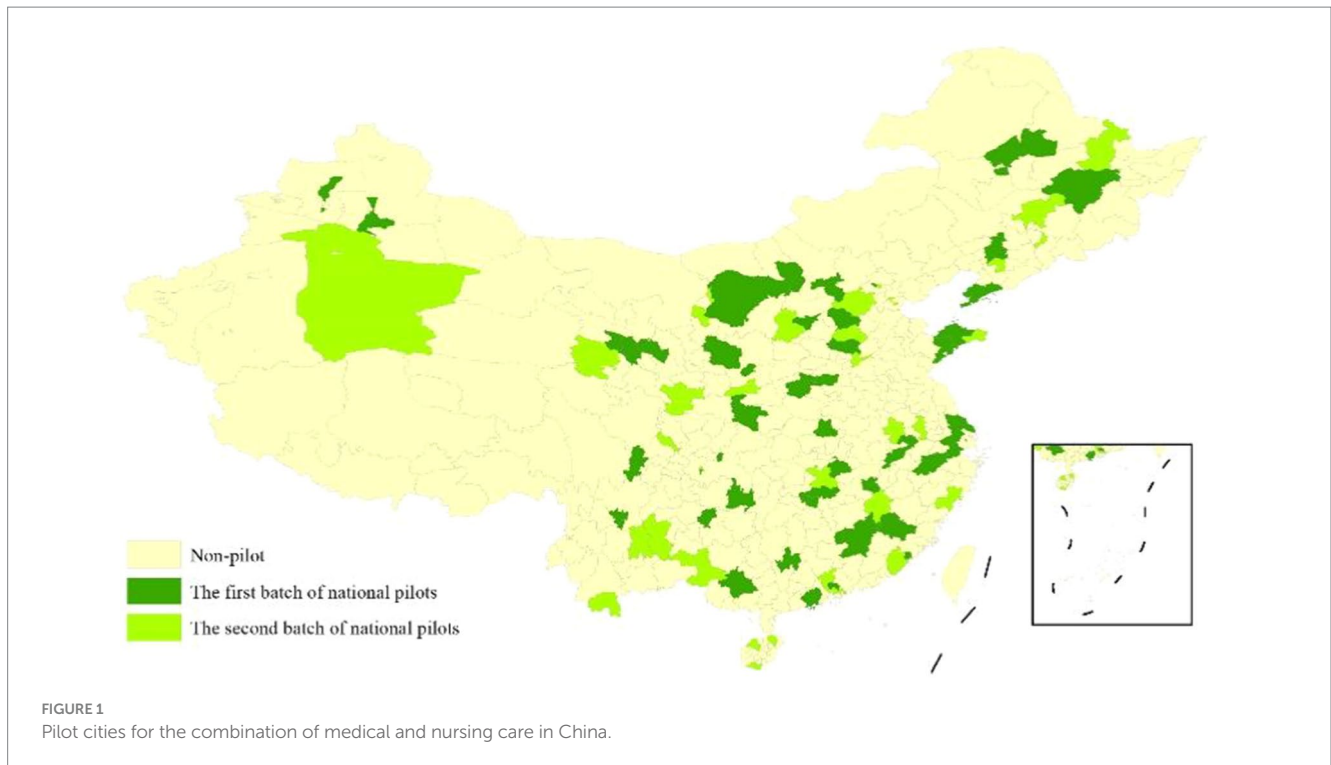 Non-pilot
The first batch of national pilots
The second batch of national pilots
FIGURE 1
Pilot cities for the combination of medical and nursing care in China.